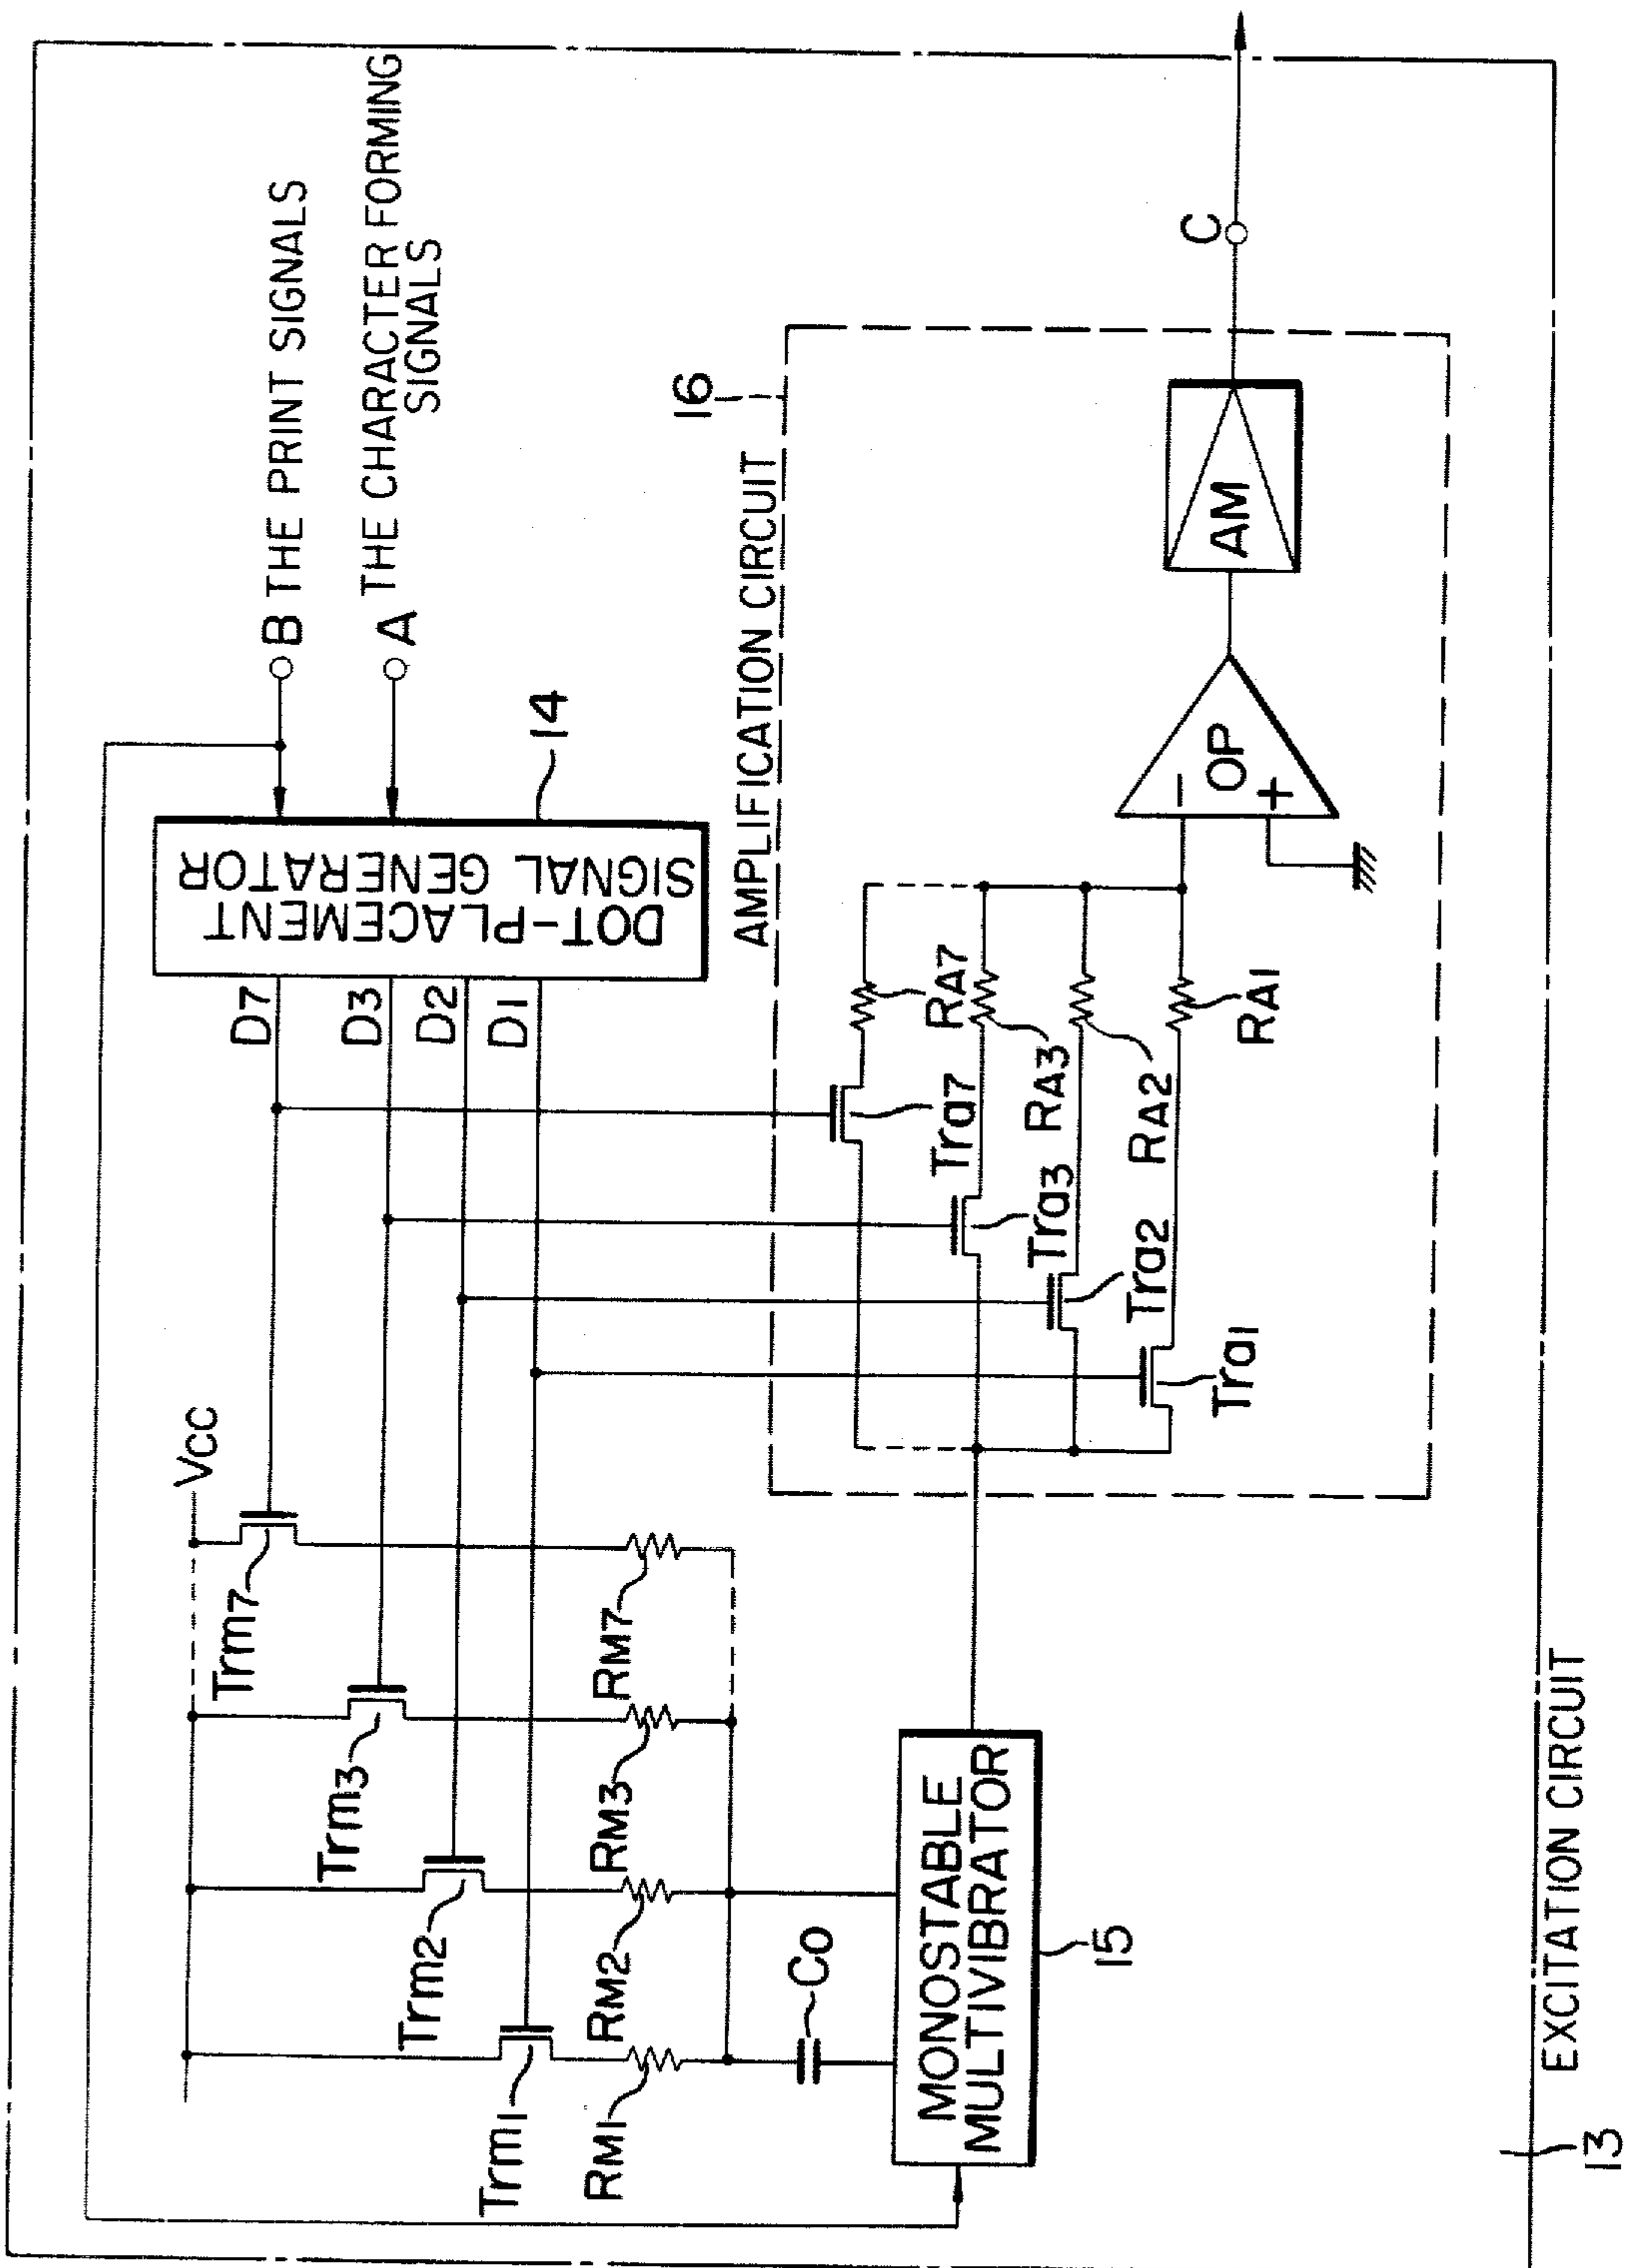 B THE PRINT SIGNALS
A THE CHARACTER FORMING
SIGNALS
DOT-PLACEMENT
SIGNAL GENERATOR
14
D7
D3
D2
D1
Vcc
Trm7
Trm3
Trm2
Trm1
RM7
RM3
RM2
RM1
Co
MONOSTABLE
MULTIVIBRATOR
15
AMPLIFICATION CIRCUIT
16
Tra7
Tra3
Tra2
Tra1
RA7
RA3
RA2
RA1
−
OP
+
AM
C
EXCITATION CIRCUIT
13